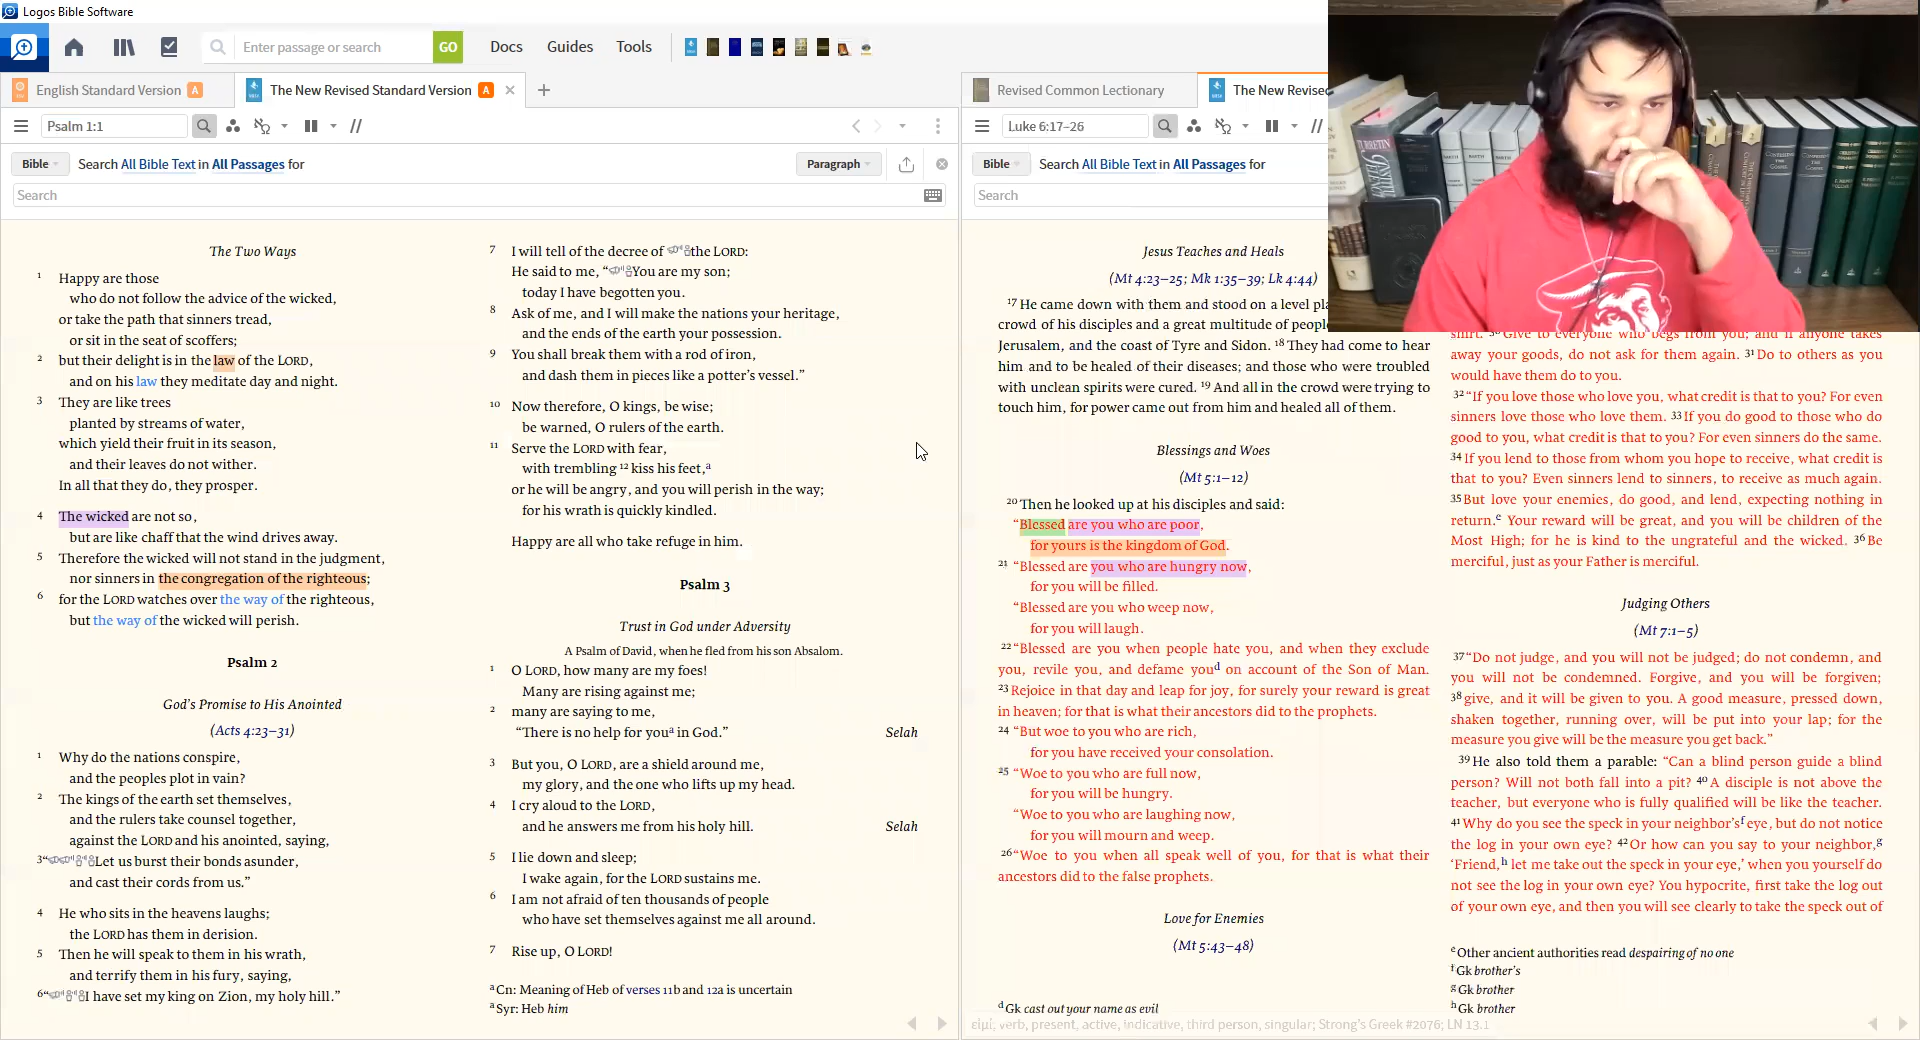 Logos Bible Software
Enter passage or search
GO
Docs
Guides
Tools
English Standard Version A
The New Revised Standard Version A
Psalm 1:1
Bible
Search All Bible Text in All Passages for
Paragraph
Search
The Two Ways
1 Happy are those
who do not follow the advice of the wicked,
or take the path that sinners tread,
or sit in the seat of scoffers;
2 but their delight is in the law of the LORD,
and on his law they meditate day and night.
3 They are like trees
planted by streams of water,
which yield their fruit in its season,
and their leaves do not wither.
In all that they do, they prosper.
4 The wicked are not so,
but are like chaff that the wind drives away.
5 Therefore the wicked will not stand in the judgment,
nor sinners in the congregation of the righteous;
6 for the LORD watches over the way of the righteous,
but the way of the wicked will perish.
Psalm 2
God's Promise to His Anointed
(Acts 4:23–31)
1 Why do the nations conspire,
and the peoples plot in vain?
2 The kings of the earth set themselves,
and the rulers take counsel together,
against the LORD and his anointed, saying,
3 “Let us burst their bonds asunder,
and cast their cords from us.”
4 He who sits in the heavens laughs;
the LORD has them in derision.
5 Then he will speak to them in his wrath,
and terrify them in his fury, saying,
6 “I have set my king on Zion, my holy hill.”
7 I will tell of the decree of the LORD:
He said to me, “You are my son;
today I have begotten you.
8 Ask of me, and I will make the nations your heritage,
and the ends of the earth your possession.
9 You shall break them with a rod of iron,
and dash them in pieces like a potter's vessel.”
10 Now therefore, O kings, be wise;
be warned, O rulers of the earth.
11 Serve the LORD with fear,
with trembling 12 kiss his feet,a
or he will be angry, and you will perish in the way;
for his wrath is quickly kindled.
Happy are all who take refuge in him.
Psalm 3
Trust in God under Adversity
A Psalm of David, when he fled from his son Absalom.
1 O LORD, how many are my foes!
Many are rising against me;
2 many are saying to me,
“There is no help for youa in God.” Selah
3 But you, O LORD, are a shield around me,
my glory, and the one who lifts up my head.
4 I cry aloud to the LORD,
and he answers me from his holy hill. Selah
5 I lie down and sleep;
I wake again, for the LORD sustains me.
6 I am not afraid of ten thousands of people
who have set themselves against me all around.
7 Rise up, O LORD!
a Cn: Meaning of Heb of verses 11b and 12a is uncertain
a Syr: Heb him
Revised Common Lectionary
The New Revised
Luke 6:17–26
Bible
Search All Bible Text in All Passages for
Search
Jesus Teaches and Heals
(Mt 4:23–25; Mk 1:35–39; Lk 4:44)
17 He came down with them and stood on a level pla
crowd of his disciples and a great multitude of peopl
Jerusalem, and the coast of Tyre and Sidon. 18 They had come to hear
him and to be healed of their diseases; and those who were troubled
with unclean spirits were cured. 19 And all in the crowd were trying to
touch him, for power came out from him and healed all of them.
Blessings and Woes
(Mt 5:1–12)
20 Then he looked up at his disciples and said:
“Blessed are you who are poor,
for yours is the kingdom of God.
21 “Blessed are you who are hungry now,
for you will be filled.
“Blessed are you who weep now,
for you will laugh.
22 “Blessed are you when people hate you, and when they exclude
you, revile you, and defame youd on account of the Son of Man.
23 Rejoice in that day and leap for joy, for surely your reward is great
in heaven; for that is what their ancestors did to the prophets.
24 “But woe to you who are rich,
for you have received your consolation.
25 “Woe to you who are full now,
for you will be hungry.
“Woe to you who are laughing now,
for you will mourn and weep.
26 “Woe to you when all speak well of you, for that is what their
ancestors did to the false prophets.
Love for Enemies
(Mt 5:43–48)
d Gk cast out your name as evil
εἰμί; verb, present, active, indicative, third person, singular; Strong's Greek #2076; LN 13.1
shirt. 30 Give to everyone who begs from you; and if anyone takes
away your goods, do not ask for them again. 31 Do to others as you
would have them do to you.
32 “If you love those who love you, what credit is that to you? For even
sinners love those who love them. 33 If you do good to those who do
good to you, what credit is that to you? For even sinners do the same.
34 If you lend to those from whom you hope to receive, what credit is
that to you? Even sinners lend to sinners, to receive as much again.
35 But love your enemies, do good, and lend, expecting nothing in
return.e Your reward will be great, and you will be children of the
Most High; for he is kind to the ungrateful and the wicked. 36 Be
merciful, just as your Father is merciful.
Judging Others
(Mt 7:1–5)
37 “Do not judge, and you will not be judged; do not condemn, and
you will not be condemned. Forgive, and you will be forgiven;
38 give, and it will be given to you. A good measure, pressed down,
shaken together, running over, will be put into your lap; for the
measure you give will be the measure you get back.”
39 He also told them a parable: “Can a blind person guide a blind
person? Will not both fall into a pit? 40 A disciple is not above the
teacher, but everyone who is fully qualified will be like the teacher.
41 Why do you see the speck in your neighbor'sf eye, but do not notice
the log in your own eye? 42 Or how can you say to your neighbor,g
‘Friend,h let me take out the speck in your eye,’ when you yourself do
not see the log in your own eye? You hypocrite, first take the log out
of your own eye, and then you will see clearly to take the speck out of
e Other ancient authorities read despairing of no one
f Gk brother's
g Gk brother
h Gk brother